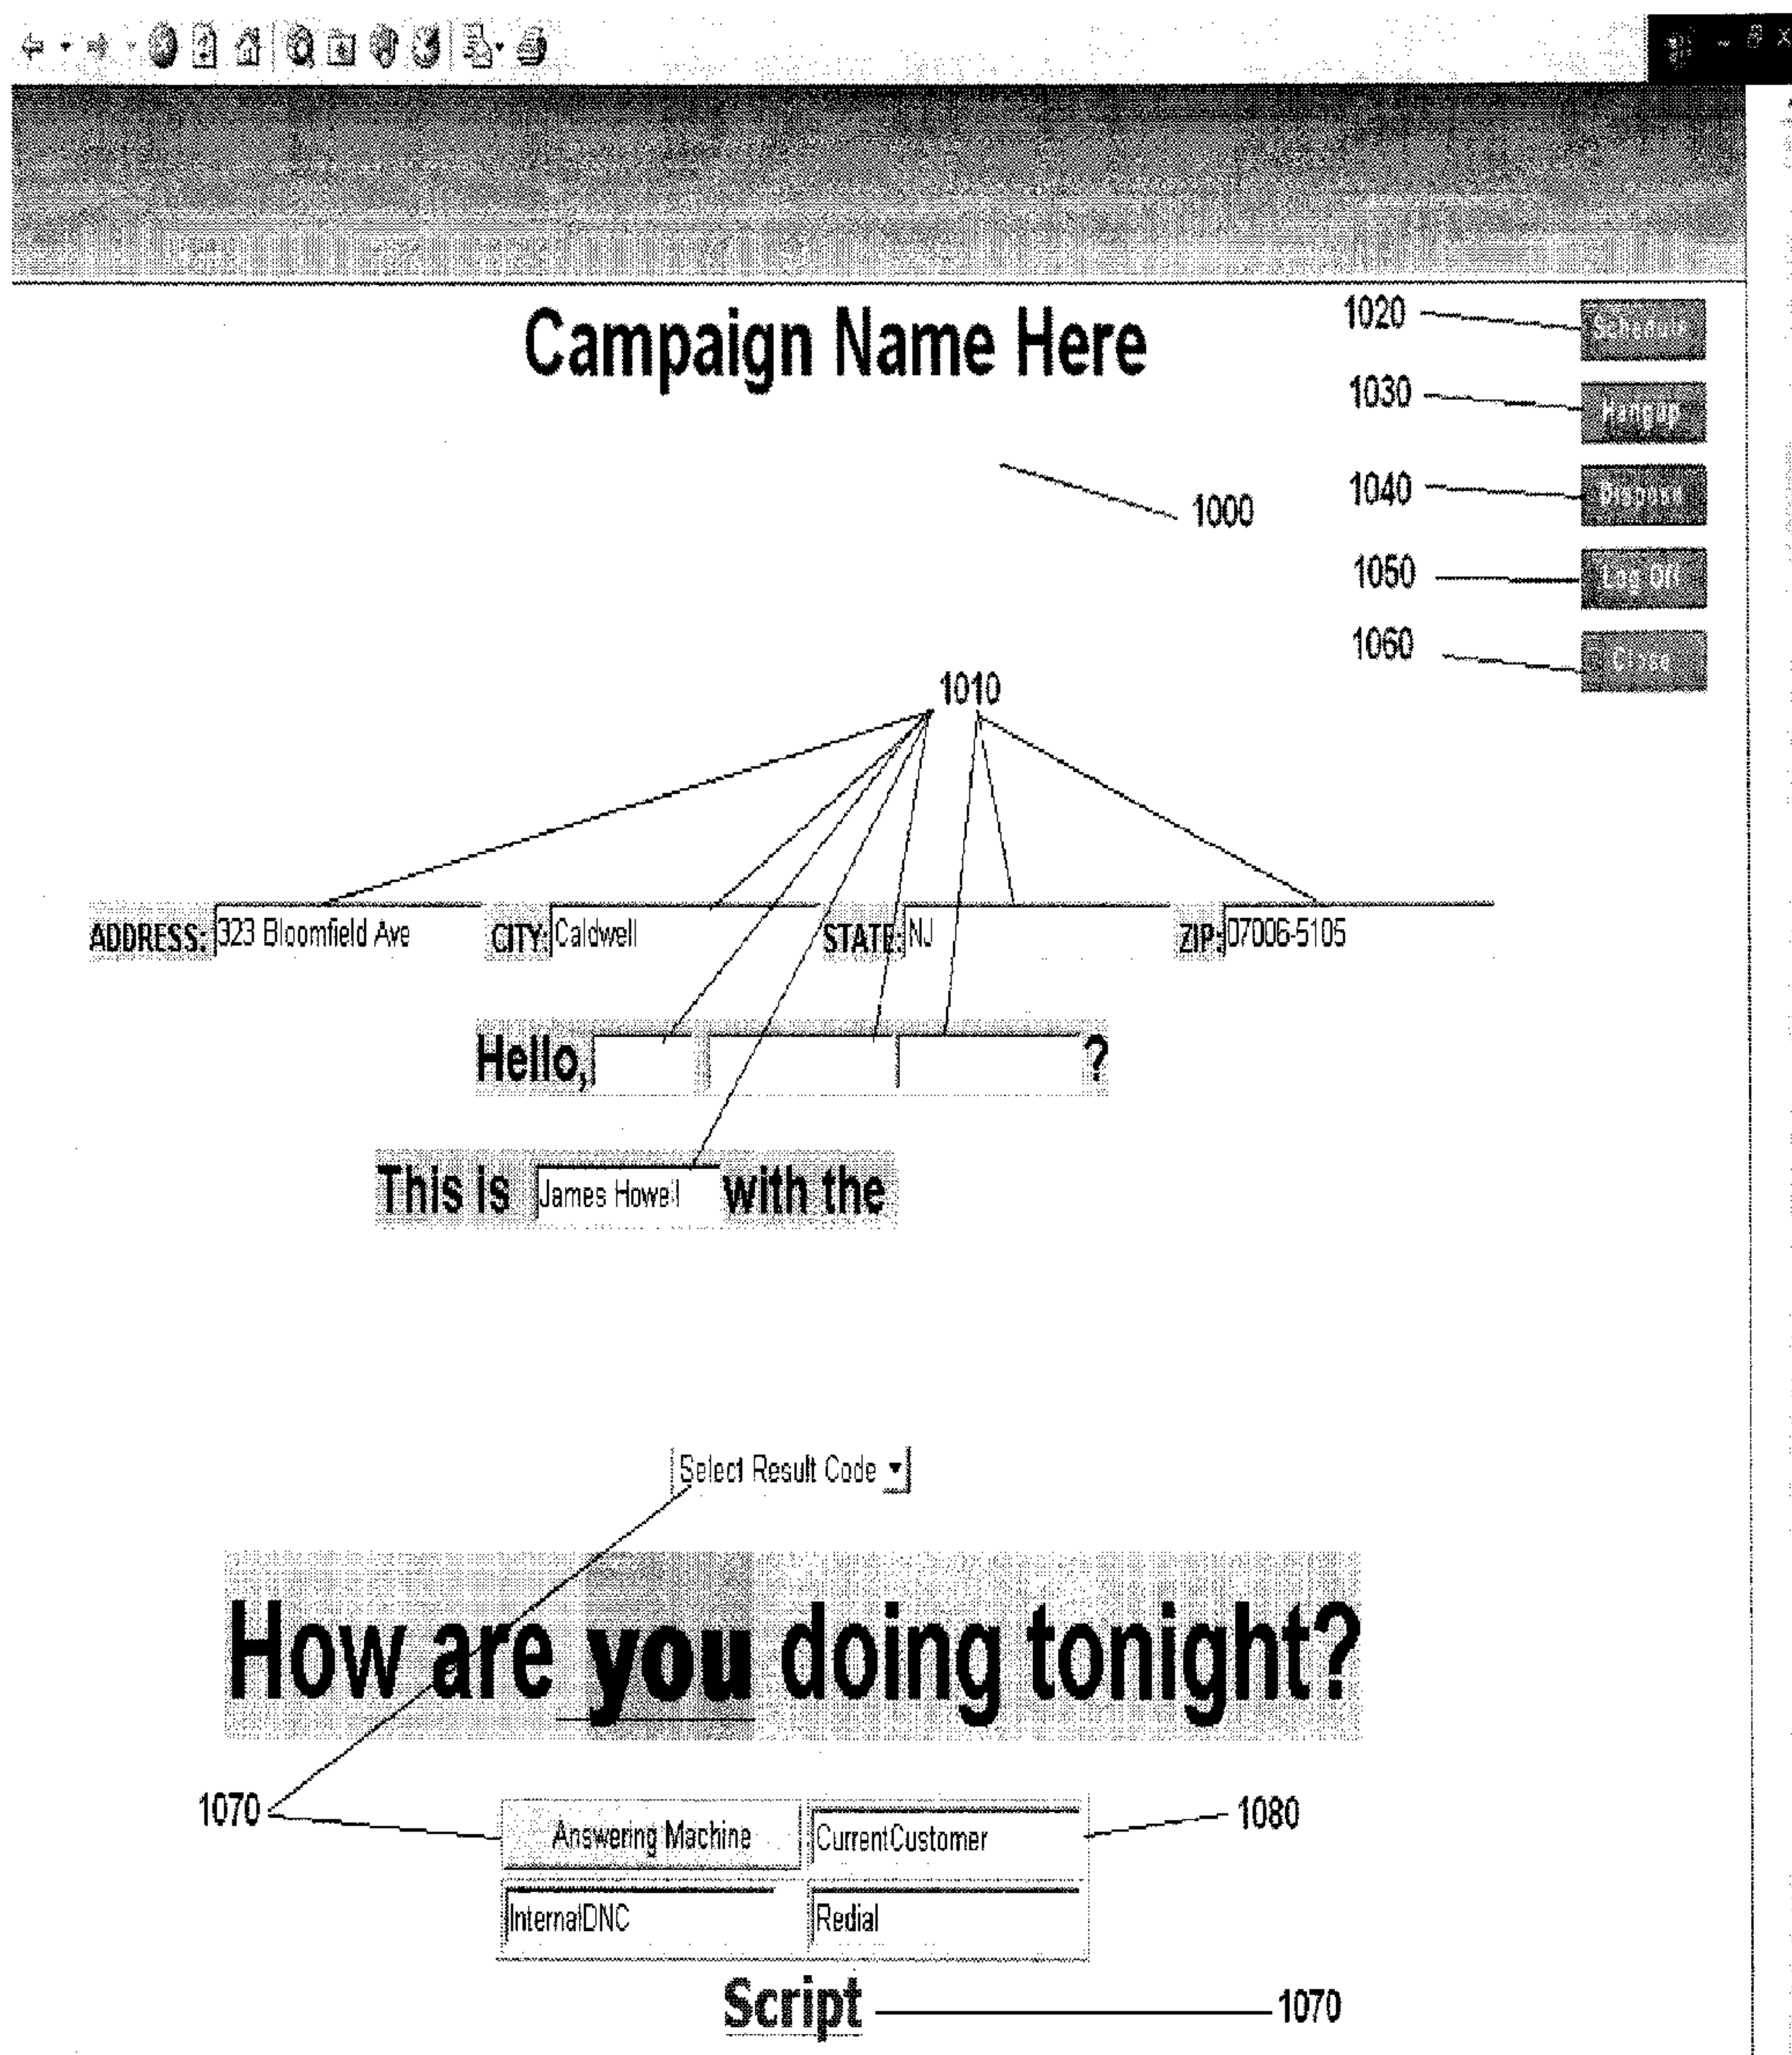 Campaign Name Here
1020 Schedule
1030 Hangup
1000
1040 Dispose
1050 Log Off
1060 Close
1010
ADDRESS: 323 Bloomfield Ave CITY: Caldwell STATE: NJ ZIP: 07006-5105
Hello, ?
This is James Howell with the
Select Result Code
How are you doing tonight?
1070 Answering Machine CurrentCustomer 1080
InternalDNC Redial
Script 1070